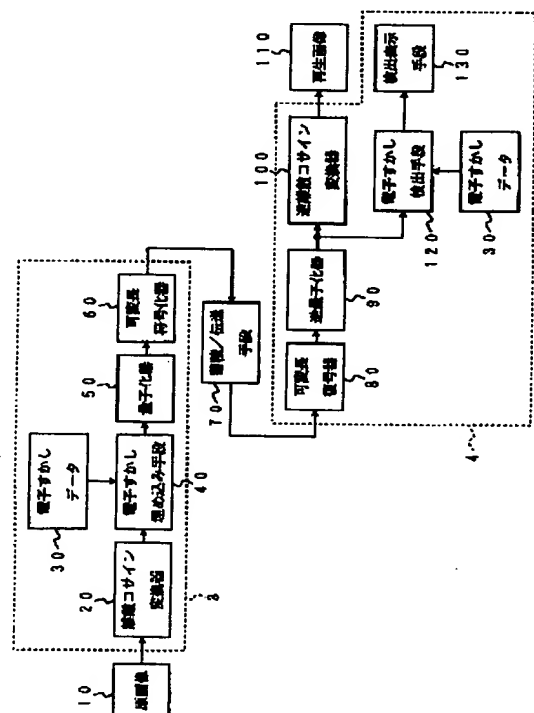 10
原画像
20
離散コサイン
変換器
30
電子すかし
データ
40
電子すかし
埋め込み手段
50
量子化器
60
可変長
符号化器
3
70
蓄積／伝送
手段
80
可変長
復号器
90
逆量子化器
100
逆離散コサイン
変換器
110
再生画像
120
電子すかし
検出手段
130
検出表示
手段
30
電子すかし
データ
4